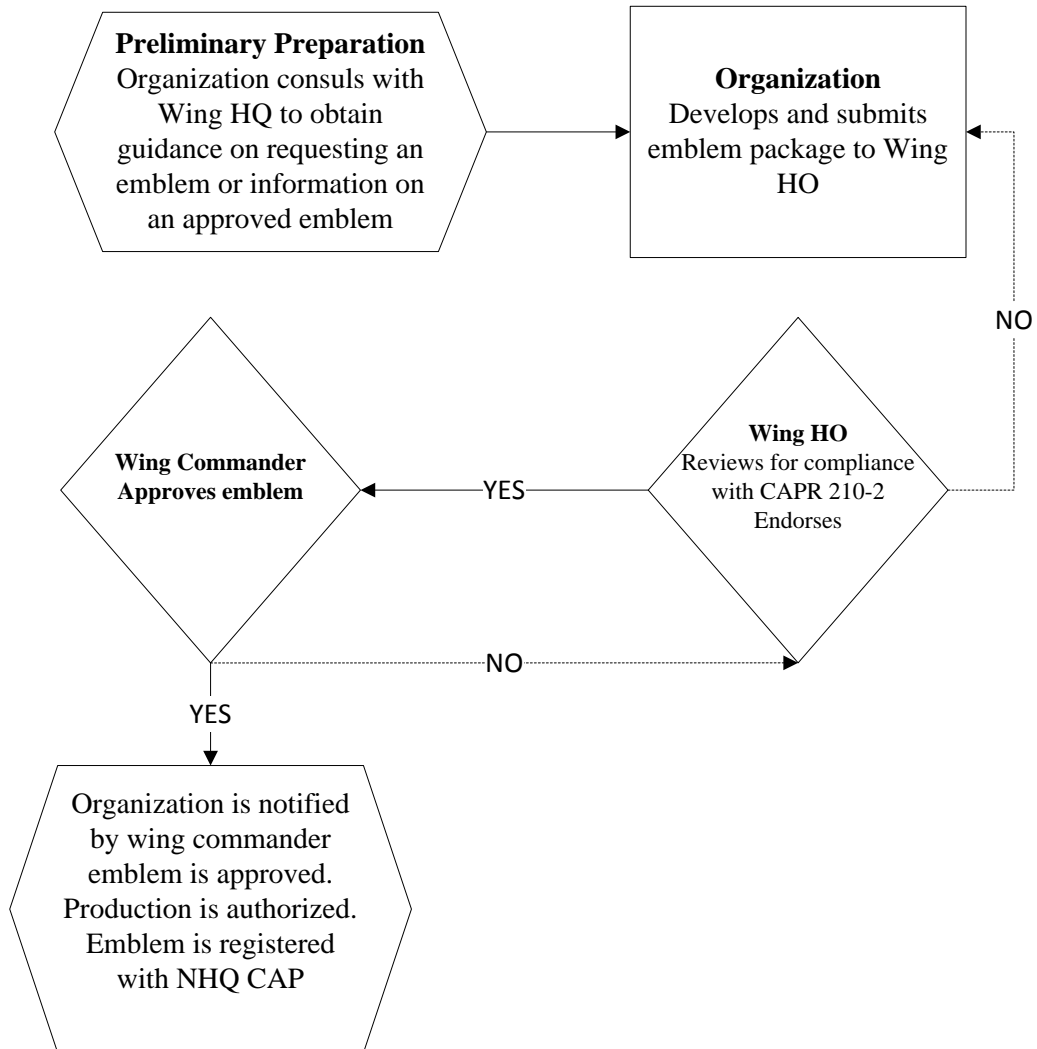 Preliminary Preparation
Organization consuls with
Wing HQ to obtain
guidance on requesting an
emblem or information on
an approved emblem
Organization
Develops and submits
emblem package to Wing
HO
NO
Wing HO
Reviews for compliance
with CAPR 210-2
Endorses
YES
Wing Commander
Approves emblem
NO
YES
Organization is notified
by wing commander
emblem is approved.
Production is authorized.
Emblem is registered
with NHQ CAP